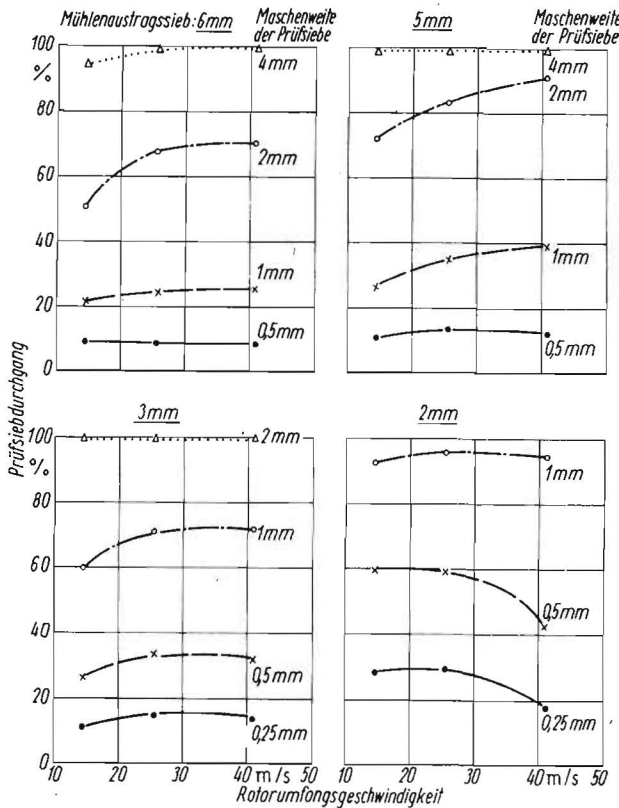 Mühlenaustragssieb: 6mm
Maschenweite
der Prüfsiebe
5mm
Maschenweite
der Prüfsiebe
100
%
80
60
40
20
0
4mm
2mm
1mm
0,5mm
4mm
2mm
1mm
0,5mm
Prüfsiebdurchgang
3mm
2mm
100
%
80
60
40
20
0
2mm
1mm
0,5mm
0,25mm
1mm
0,5mm
0,25mm
10 20 30 40 m/s 50
10 20 30 40 m/s 50
Rotorumfongsgeschwindigkeit